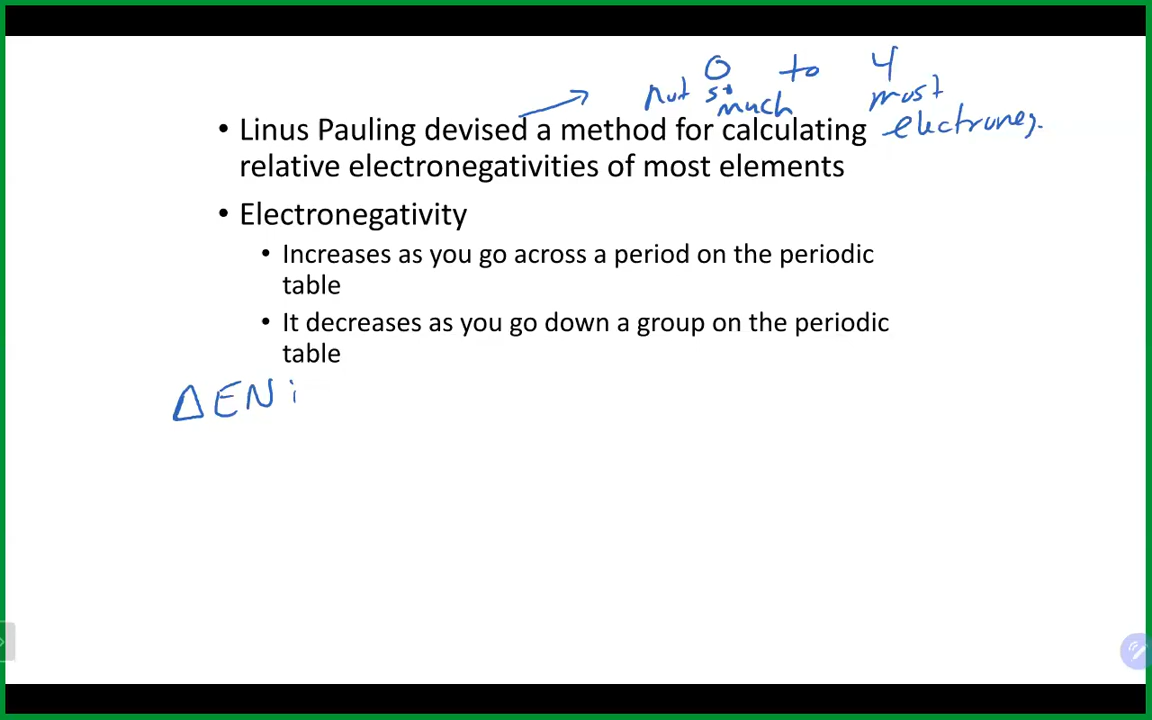 0 to 4
not so much most electroneg.
• Linus Pauling devised a method for calculating
relative electronegativities of most elements
• Electronegativity
• Increases as you go across a period on the periodic
table
• It decreases as you go down a group on the periodic
table
ΔEN i